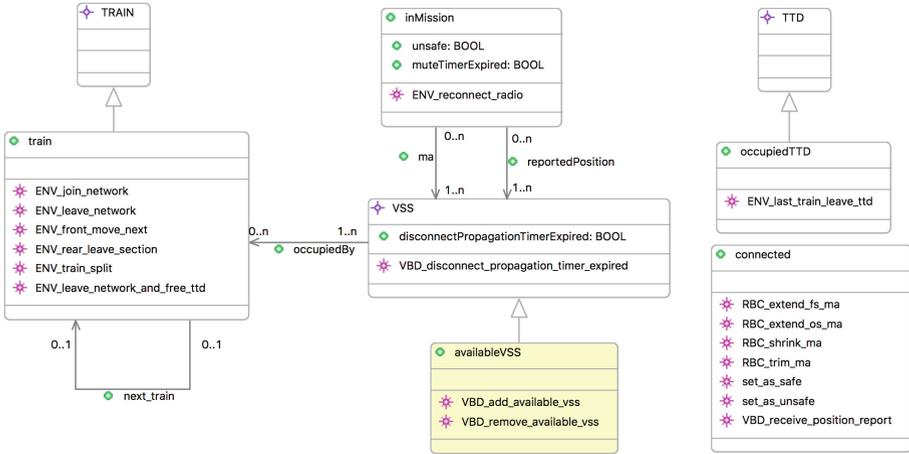 TRAIN
train
ENV_join_network
ENV_leave_network
ENV_front_move_next
ENV_rear_leave_section
ENV_train_split
ENV_leave_network_and_free_ttd
0..1
0..1
next_train
inMission
unsafe: BOOL
muteTimerExpired: BOOL
ENV_reconnect_radio
0..n
0..n
ma
reportedPosition
1..n
1..n
0..n
1..n
occupiedBy
VSS
disconnectPropagationTimerExpired: BOOL
VBD_disconnect_propagation_timer_expired
availableVSS
VBD_add_available_vss
VBD_remove_available_vss
TTD
occupiedTTD
ENV_last_train_leave_ttd
connected
RBC_extend_fs_ma
RBC_extend_os_ma
RBC_shrink_ma
RBC_trim_ma
set_as_safe
set_as_unsafe
VBD_receive_position_report